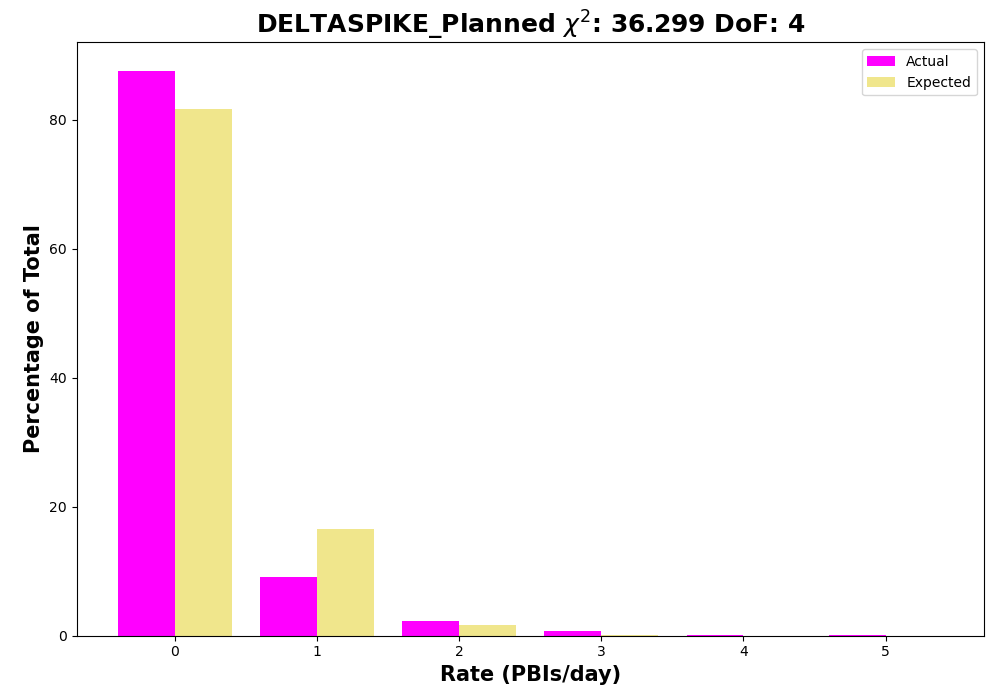 DELTASPIKE_Planned χ²: 36.299 DoF: 4
Actual
Expected
Percentage of Total
80
60
40
20
0
0 1 2 3 4 5
Rate (PBIs/day)